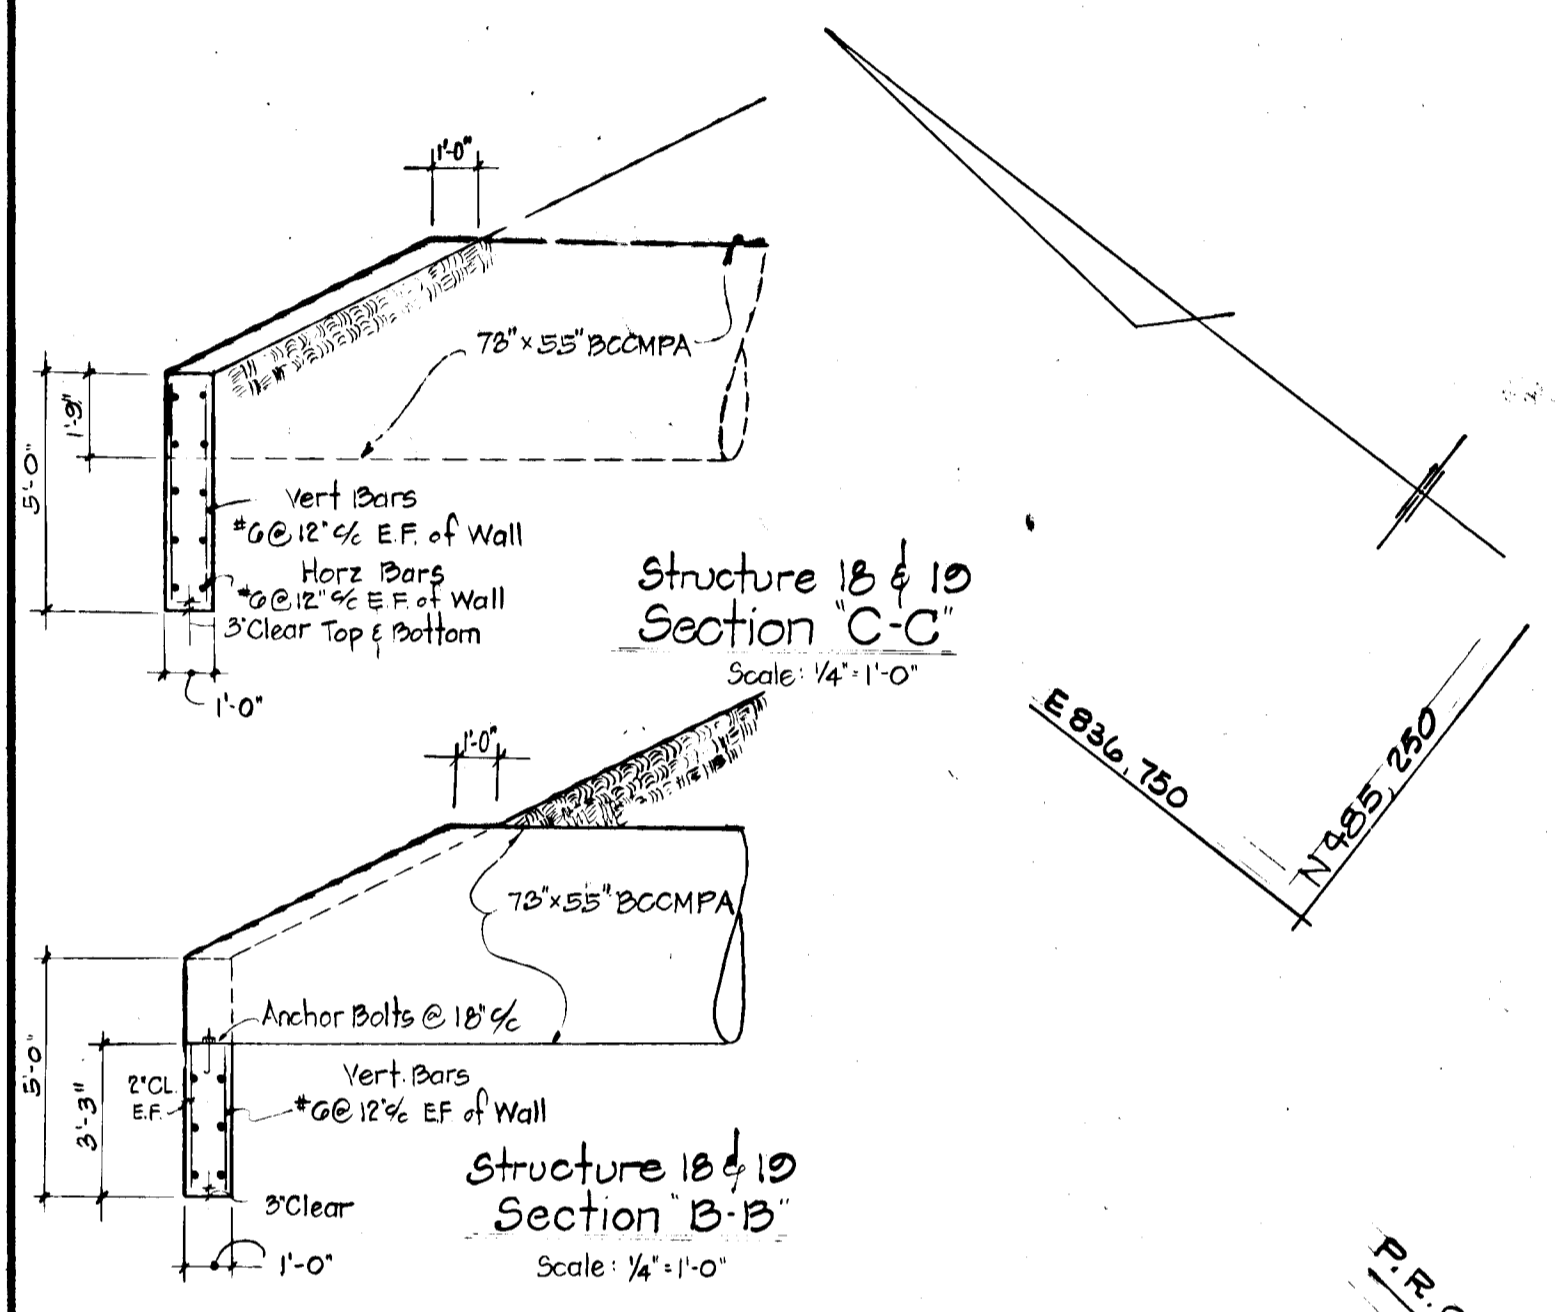 1'-0"
73"×55" BCCMPA
1'-9"
5'-0"
Vert Bars
#6@12" c/c E.F. of Wall
Horz Bars
#6@12" c/c E.F. of Wall
3" Clear Top & Bottom
1'-0"
Structure 18 & 19
Section "C-C"
Scale: 1/4"=1'-0"
1'-0"
73"×55" BCCMPA
Anchor Bolts @ 18" c/c
5'-0"
3'-3"
2" CL.
E.F.
Vert. Bars
#6@12" c/c E.F. of Wall
3" Clear
1'-0"
Structure 18 & 19
Section "B-B"
Scale: 1/4"=1'-0"
E 836,750
N 485,250
P.R.